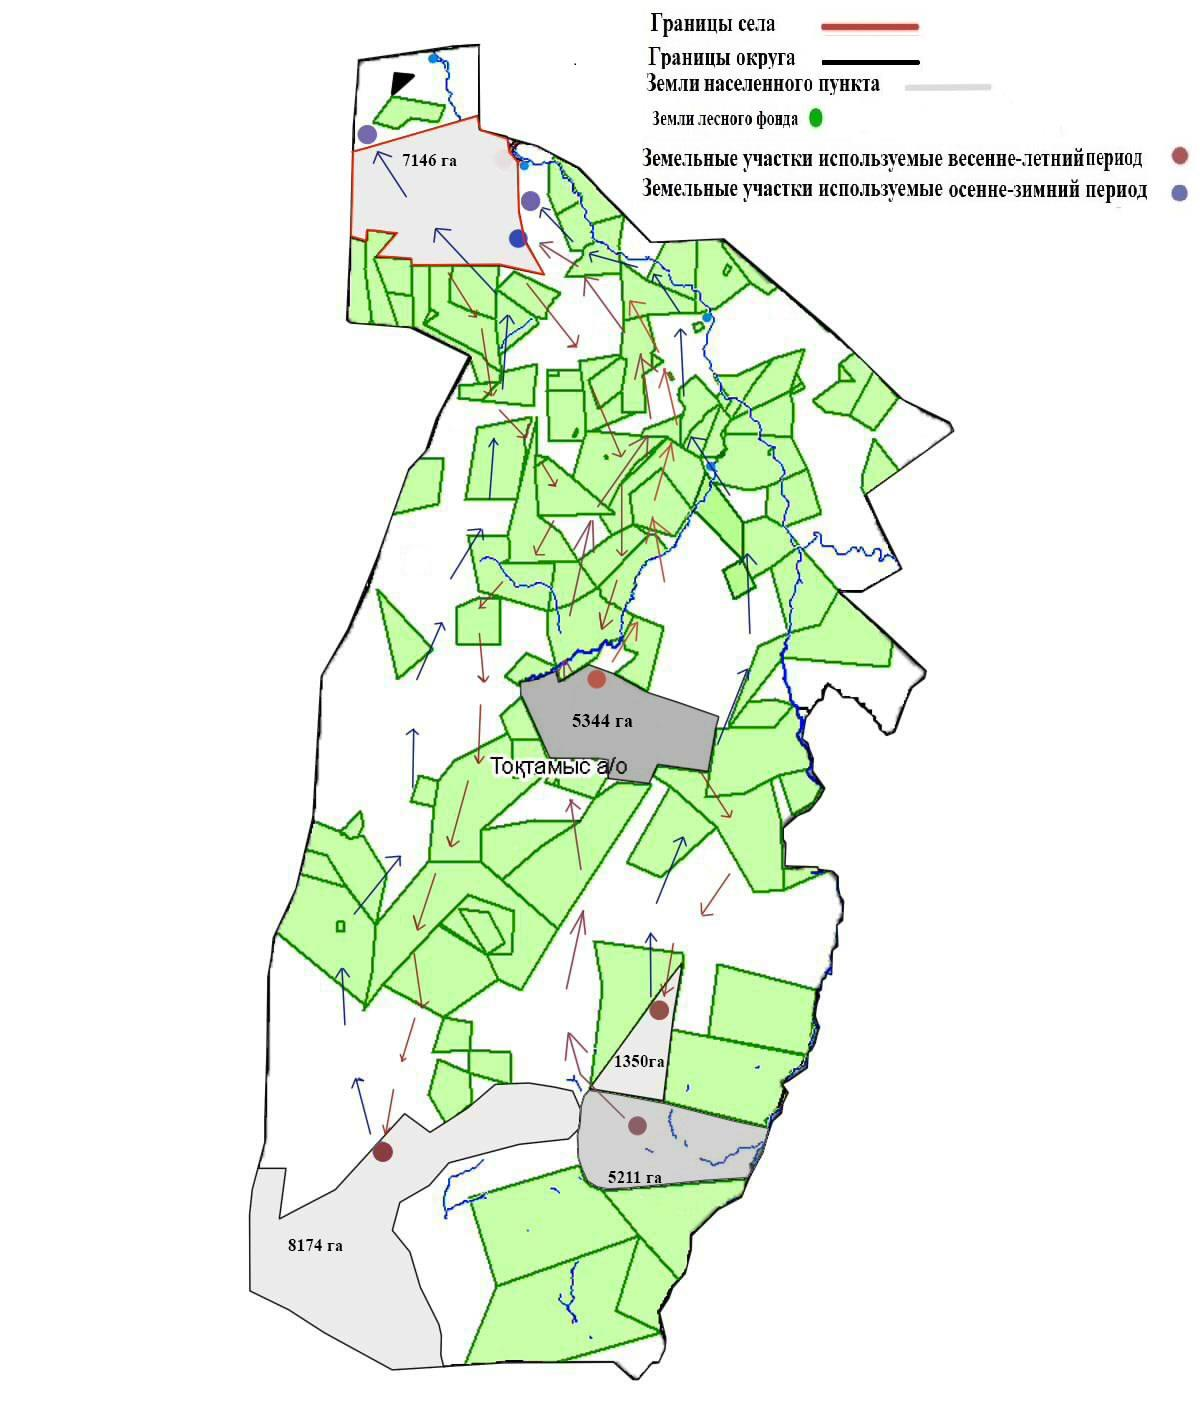 Границы села
Границы округа
Земли населенного пункта
Земли лесного фонда
Земельные участки используемые весенне-летний период
Земельные участки используемые осенне-зимний период
7146 га
5344 га
Тоқтамыс а/о
1350га
5211 га
8174 га